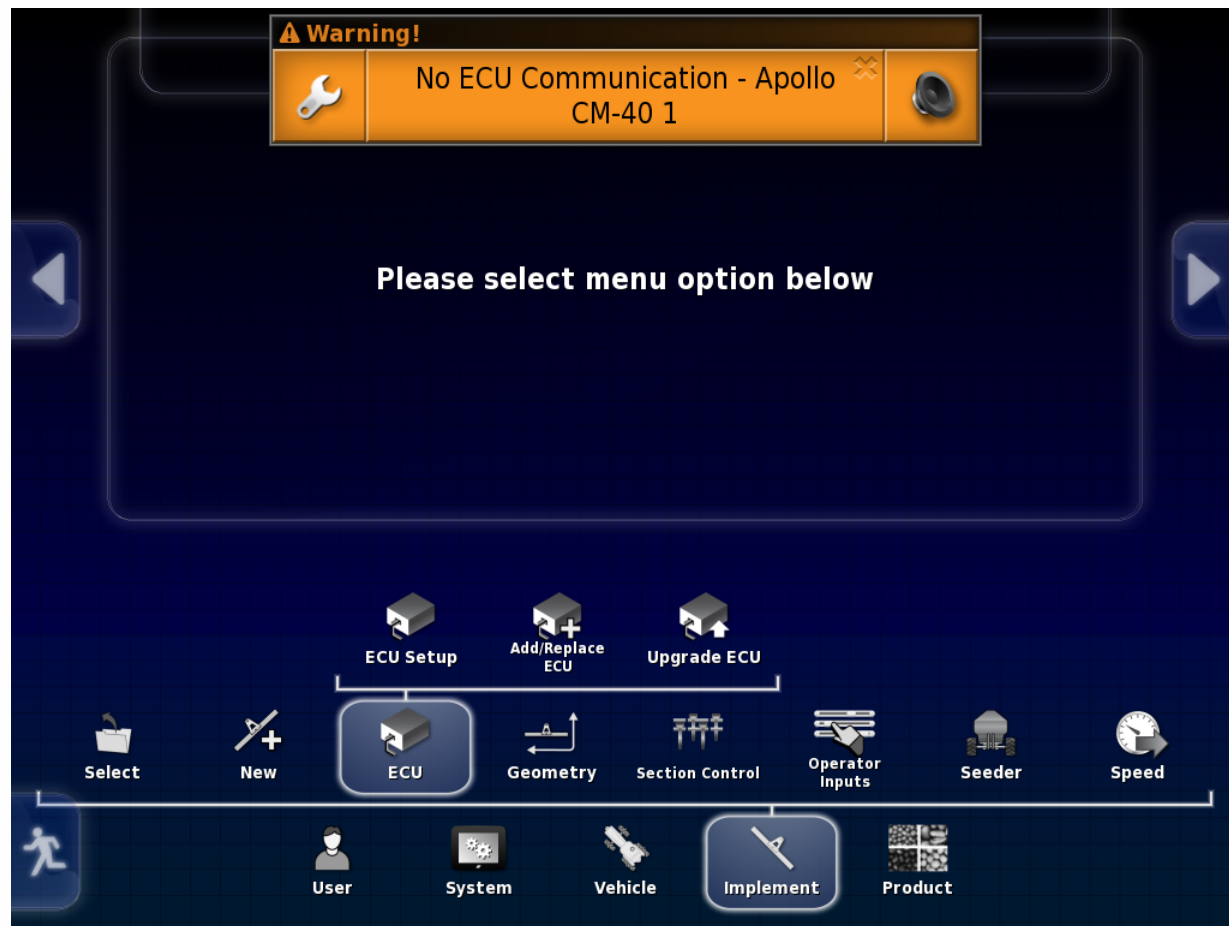 Warning!
No ECU Communication - Apollo
CM-40 1
Please select menu option below
ECU Setup
Add/Replace
ECU
Upgrade ECU
Select
New
ECU
Geometry
Section Control
Operator
Inputs
Seeder
Speed
User
System
Vehicle
Implement
Product